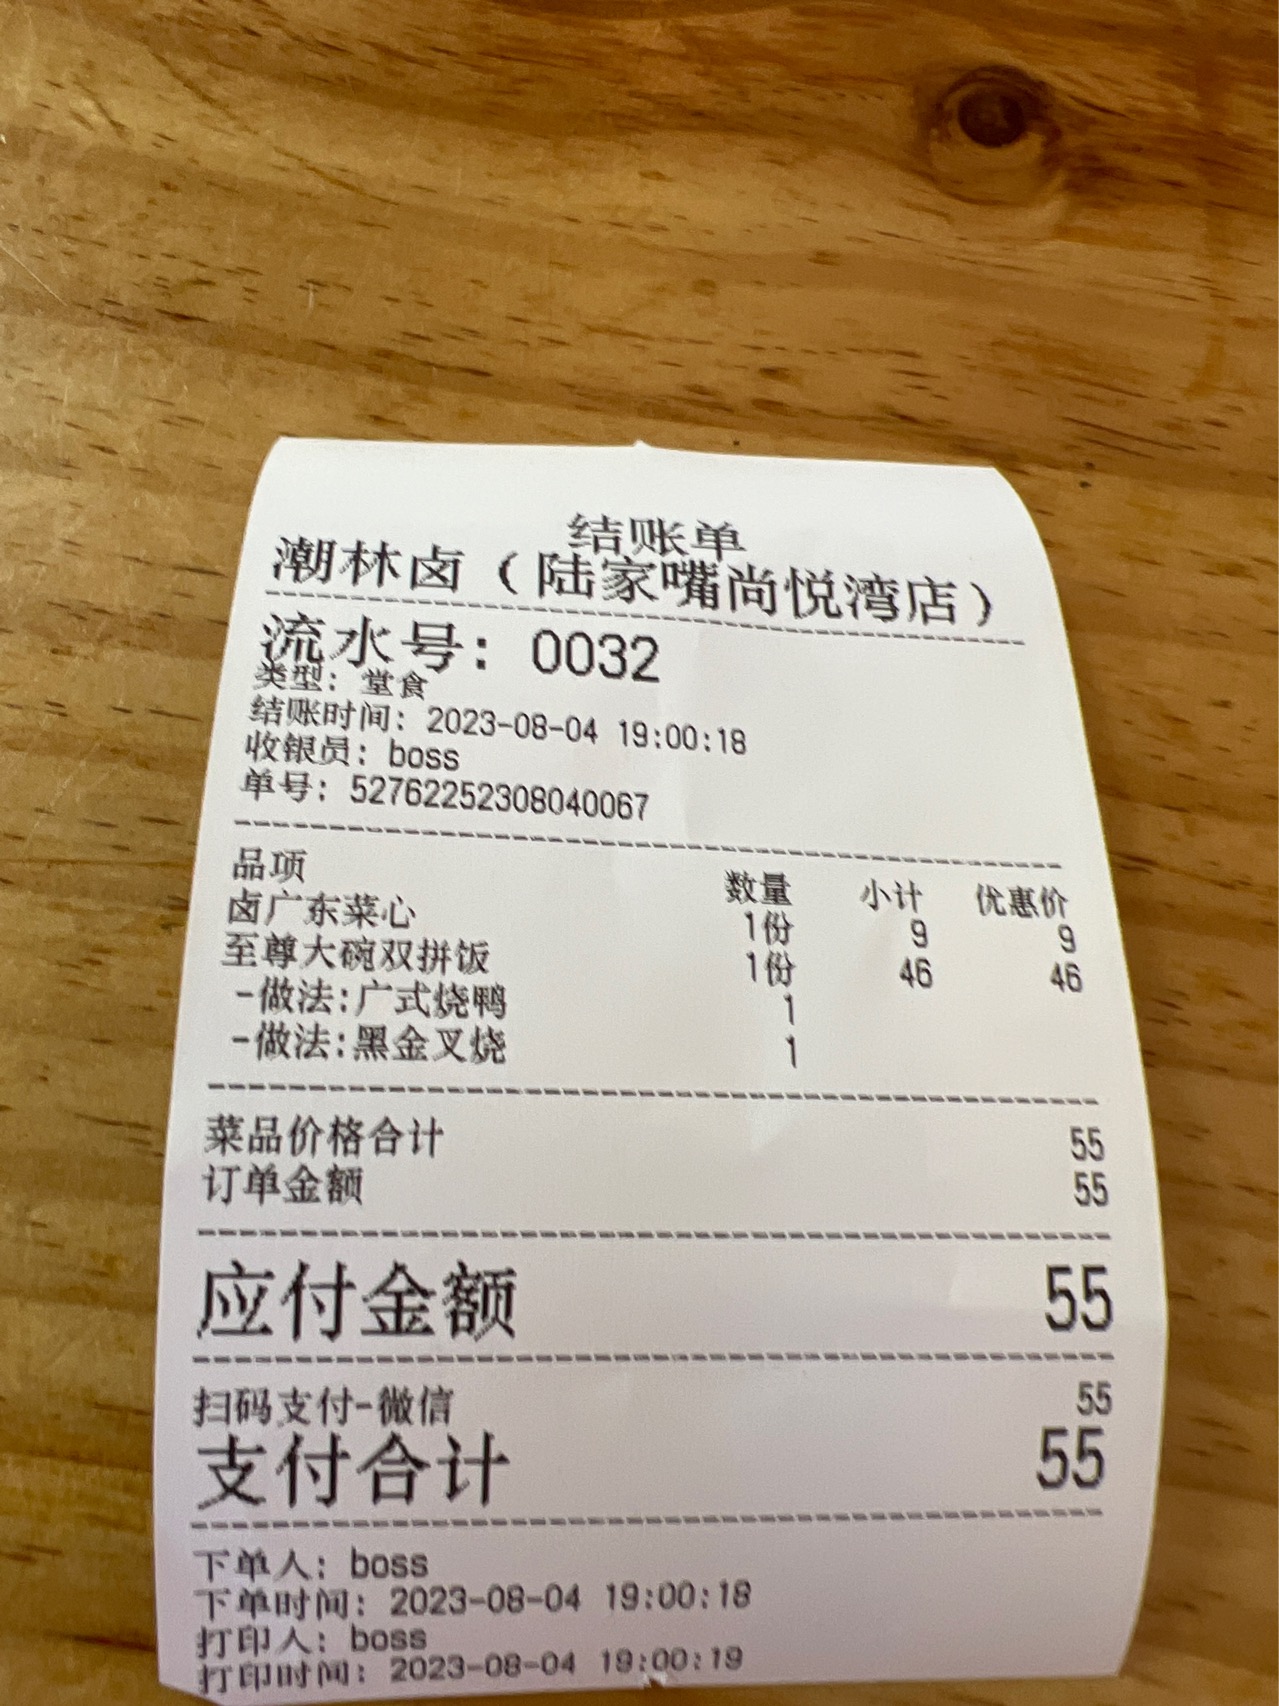 结账单
潮林卤（陆家嘴尚悦湾店）
流水号：0032
类型：堂食
结账时间：2023-08-04 19:00:18
收银员：boss
单号：52762252308040067
品项 数量 小计 优惠价
卤广东菜心 1份 9 9
至尊大碗双拼饭 1份 46 46
-做法:广式烧鸭 1
-做法:黑金叉烧 1
菜品价格合计 55
订单金额 55
应付金额 55
扫码支付-微信 55
支付合计 55
下单人：boss
下单时间：2023-08-04 19:00:18
打印人：boss
打印时间：2023-08-04 19:00:19